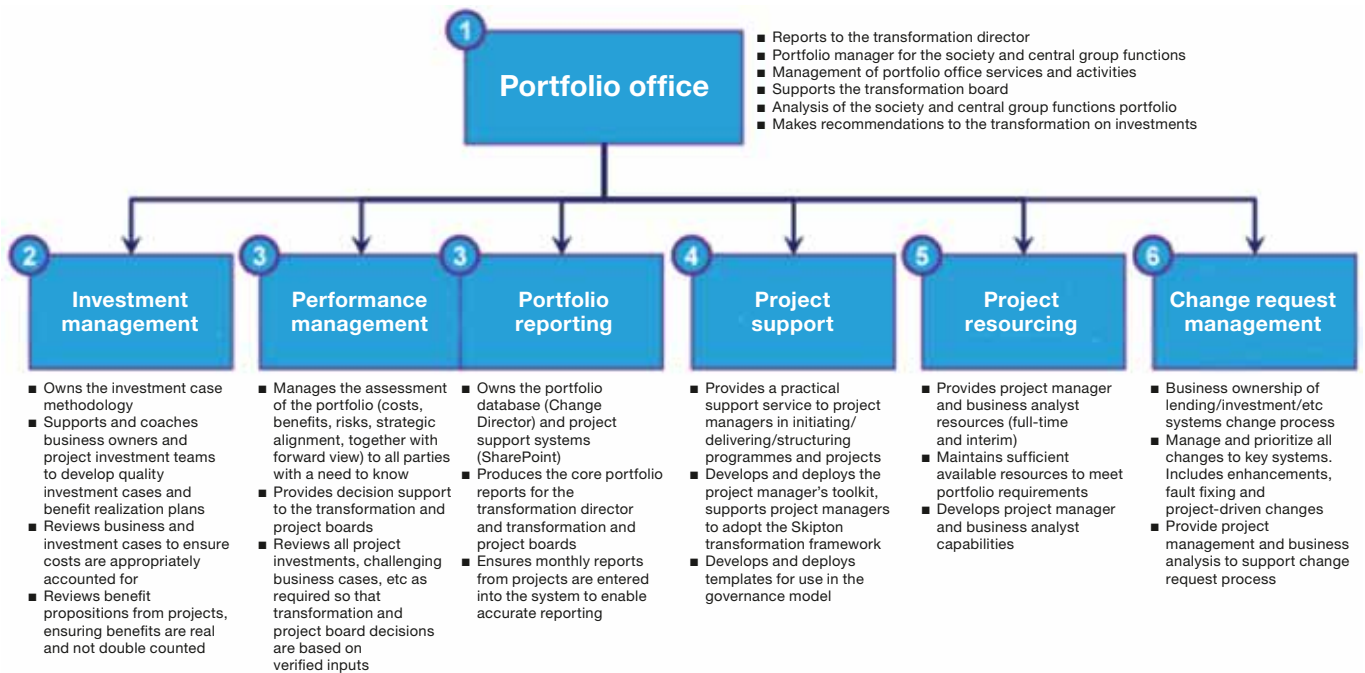 1
Portfolio office
■ Reports to the transformation director
■ Portfolio manager for the society and central group functions
■ Management of portfolio office services and activities
■ Supports the transformation board
■ Analysis of the society and central group functions portfolio
■ Makes recommendations to the transformation on investments
2
Investment
management
■ Owns the investment case
methodology
■ Supports and coaches
business owners and
project investment teams
to develop quality
investment cases and
benefit realization plans
■ Reviews business and
investment cases to ensure
costs are appropriately
accounted for
■ Reviews benefit
propositions from projects,
ensuring benefits are real
and not double counted
3
Performance
management
■ Manages the assessment
of the portfolio (costs,
benefits, risks, strategic
alignment, together with
forward view) to all parties
with a need to know
■ Provides decision support
to the transformation and
project boards
■ Reviews all project
investments, challenging
business cases, etc as
required so that
transformation and
project board decisions
are based on
verified inputs
3
Portfolio
reporting
■ Owns the portfolio
database (Change
Director) and project
support systems
(SharePoint)
■ Produces the core portfolio
reports for the
transformation director
and transformation and
project boards
■ Ensures monthly reports
from projects are entered
into the system to enable
accurate reporting
4
Project
support
■ Provides a practical
support service to project
managers in initiating/
delivering/structuring
programmes and projects
■ Develops and deploys the
project manager's toolkit,
supports project managers
to adopt the Skipton
transformation framework
■ Develops and deploys
templates for use in the
governance model
5
Project
resourcing
■ Provides project manager
and business analyst
resources (full-time
and interim)
■ Maintains sufficient
available resources to meet
portfolio requirements
■ Develops project manager
and business analyst
capabilities
6
Change request
management
■ Business ownership of
lending/investment/etc
systems change process
■ Manage and prioritize all
changes to key systems.
Includes enhancements,
fault fixing and
project-driven changes
■ Provide project
management and business
analysis to support change
request process